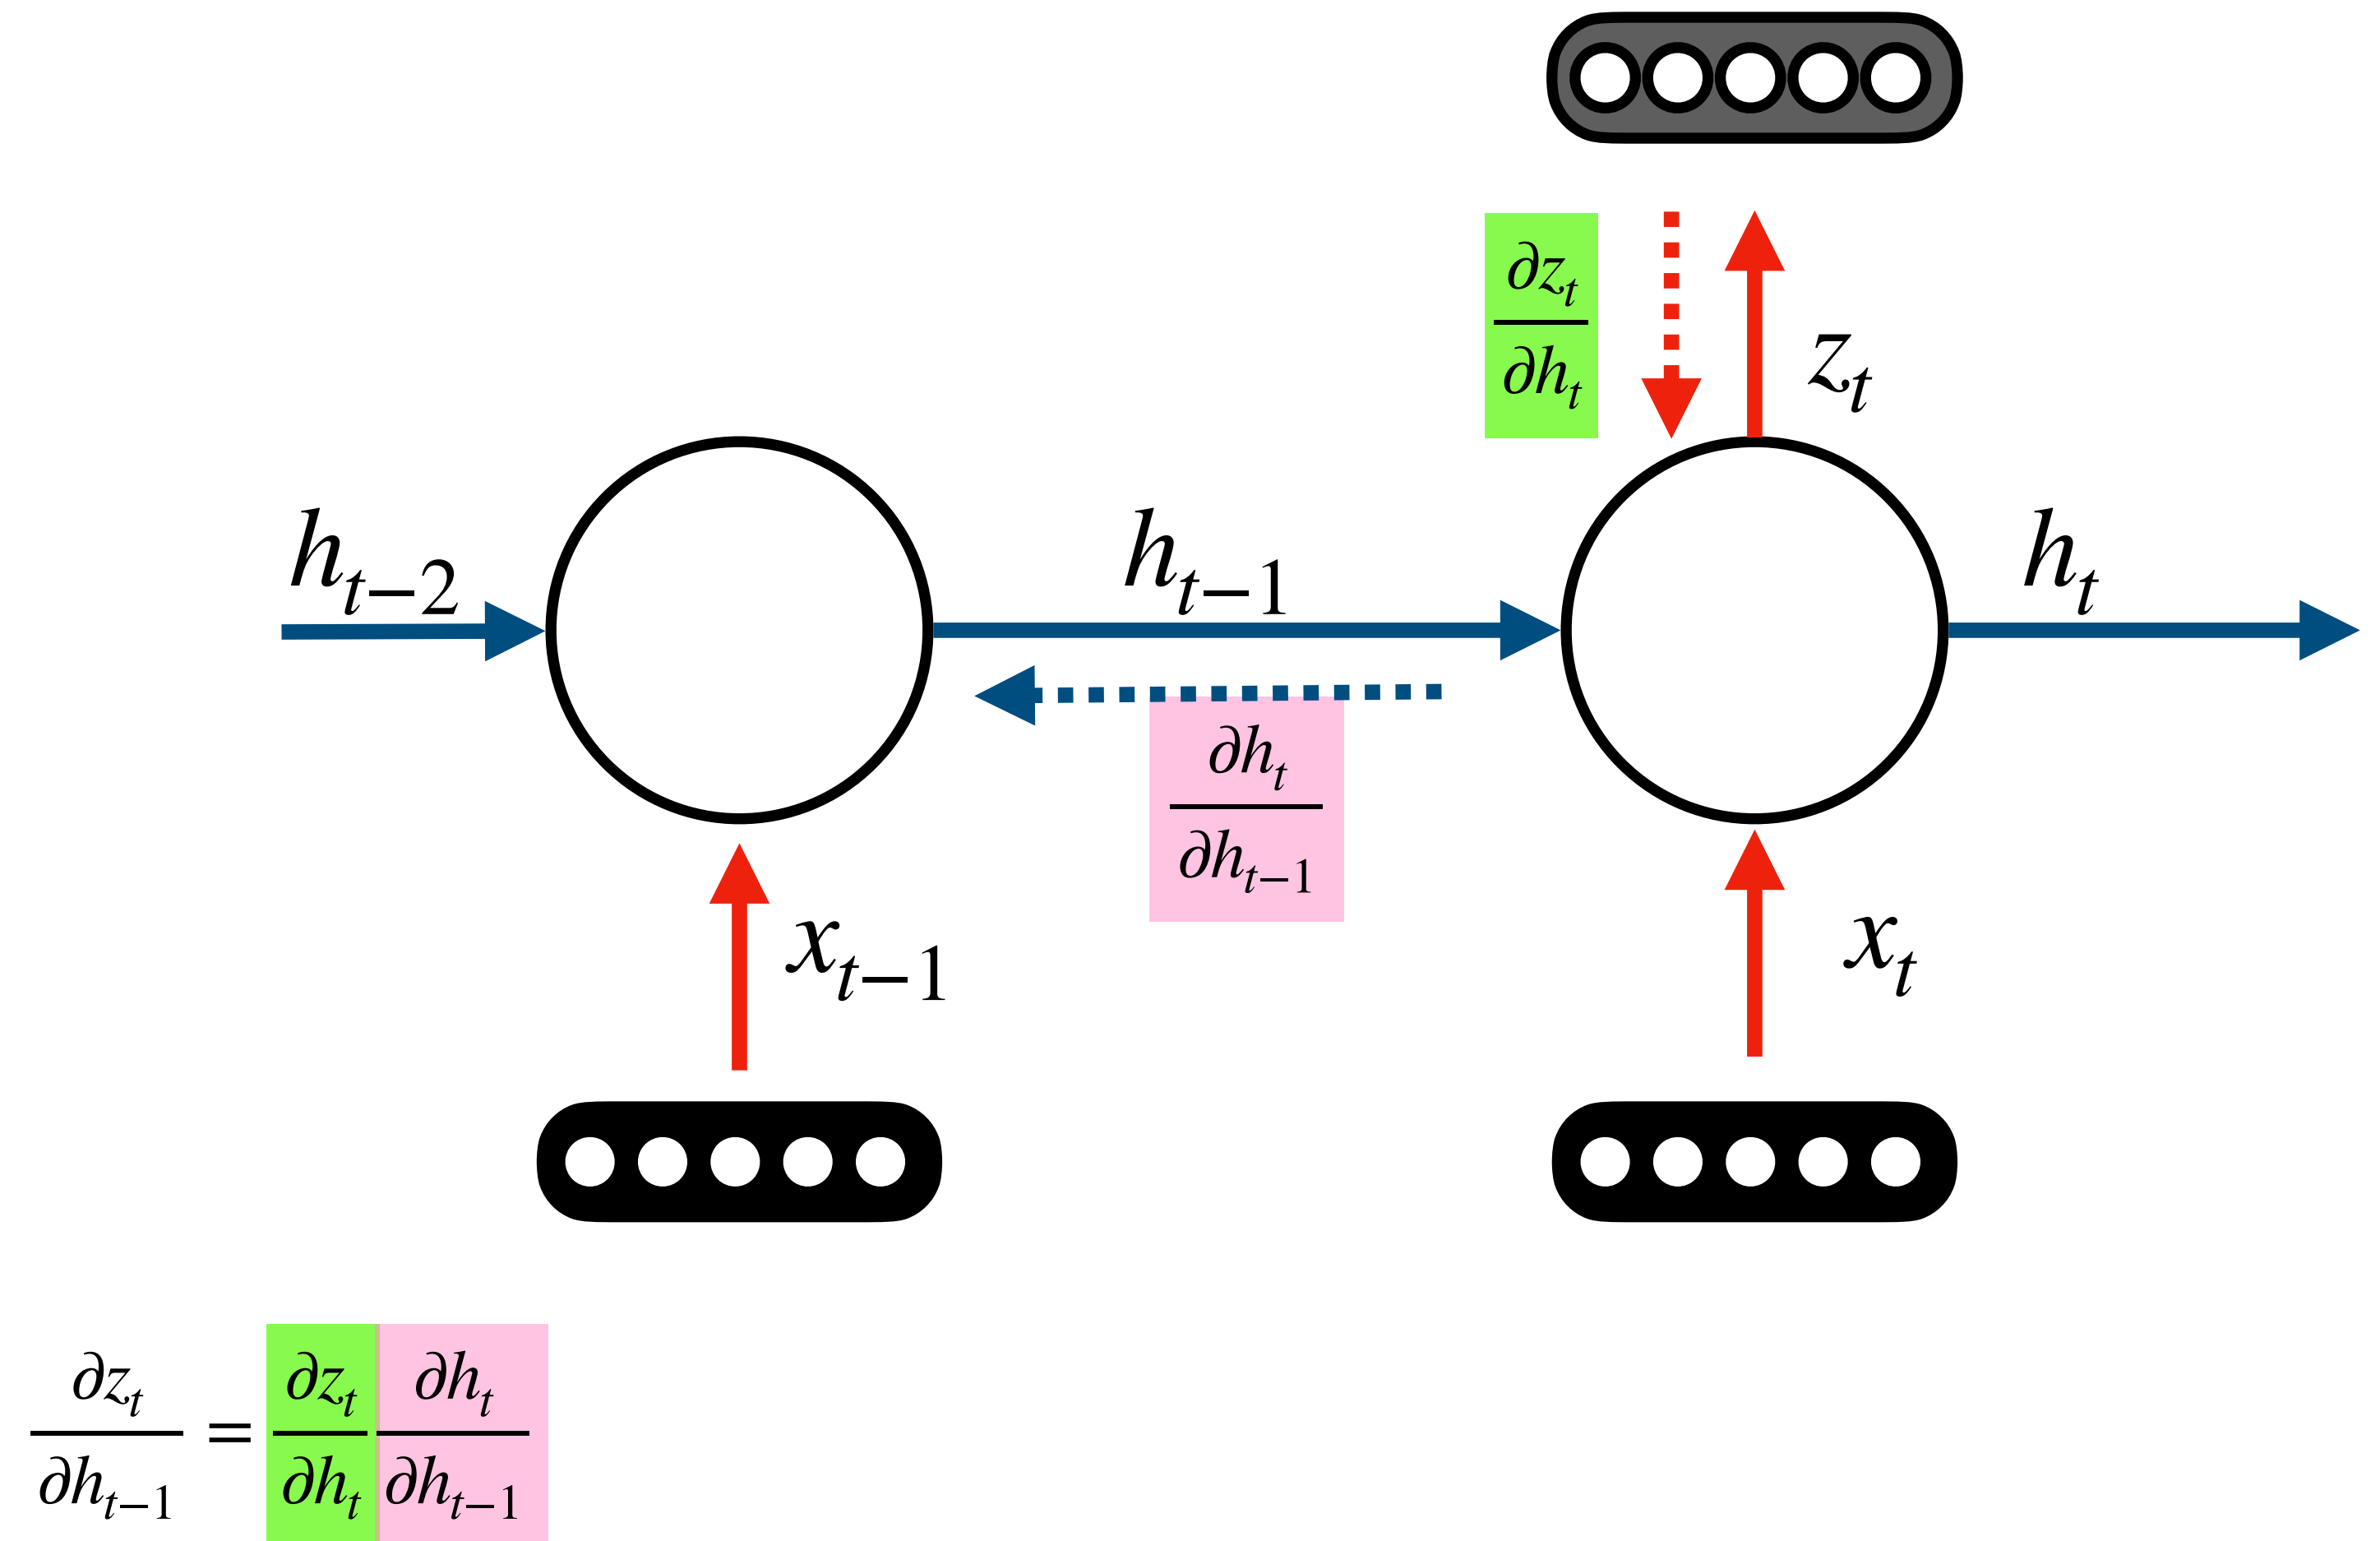 ∂z_t/∂h_t
z_t
h_{t−2}
h_{t−1}
h_t
∂h_t/∂h_{t−1}
x_{t−1}
x_t
∂z_t/∂h_{t−1} = ∂z_t/∂h_t ∂h_t/∂h_{t−1}